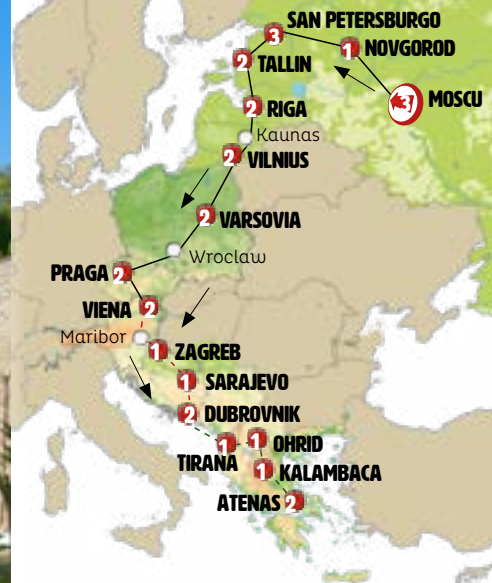 SAN PETERSBURGO
3
1
NOVGOROD
2
TALLIN
3
MOSCU
2
RIGA
Kaunas
2
VILNIUS
2
VARSOVIA
Wroclaw
PRAGA
2
VIENA
2
Maribor
1
ZAGREB
1
SARAJEVO
2
DUBROVNIK
1
TIRANA
1
OHRID
1
KALAMBACA
ATENAS
2